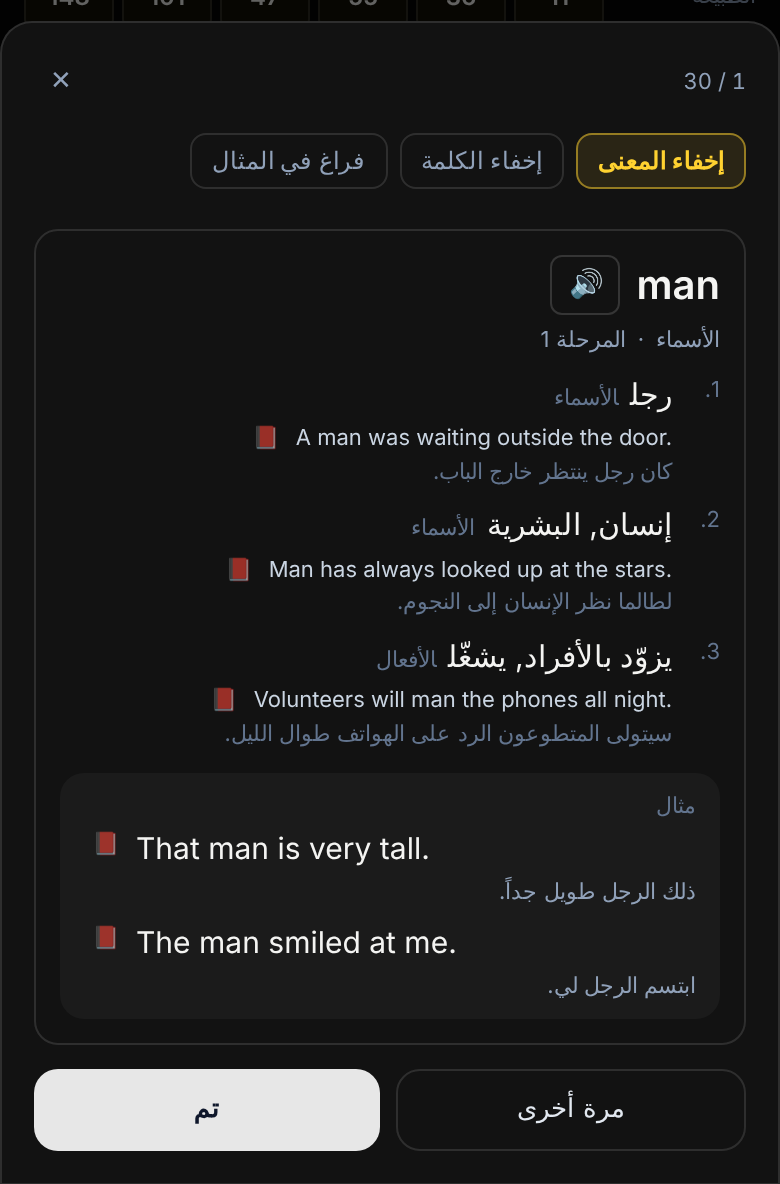 30 / 1
✕
إخفاء المعنى
إخفاء الكلمة
فراغ في المثال
man 🔊
الأسماء · المرحلة 1
1. رجل الأسماء
A man was waiting outside the door. 📕
كان رجل ينتظر خارج الباب.
2. إنسان, البشرية الأسماء
Man has always looked up at the stars. 📕
لطالما نظر الإنسان إلى النجوم.
3. يزوّد بالأفراد, يشغّل الأفعال
Volunteers will man the phones all night. 📕
سيتولى المتطوعون الرد على الهواتف طوال الليل.
مثال
That man is very tall.
ذلك الرجل طويل جداً.
The man smiled at me.
ابتسم الرجل لي.
مرة أخرى
تم